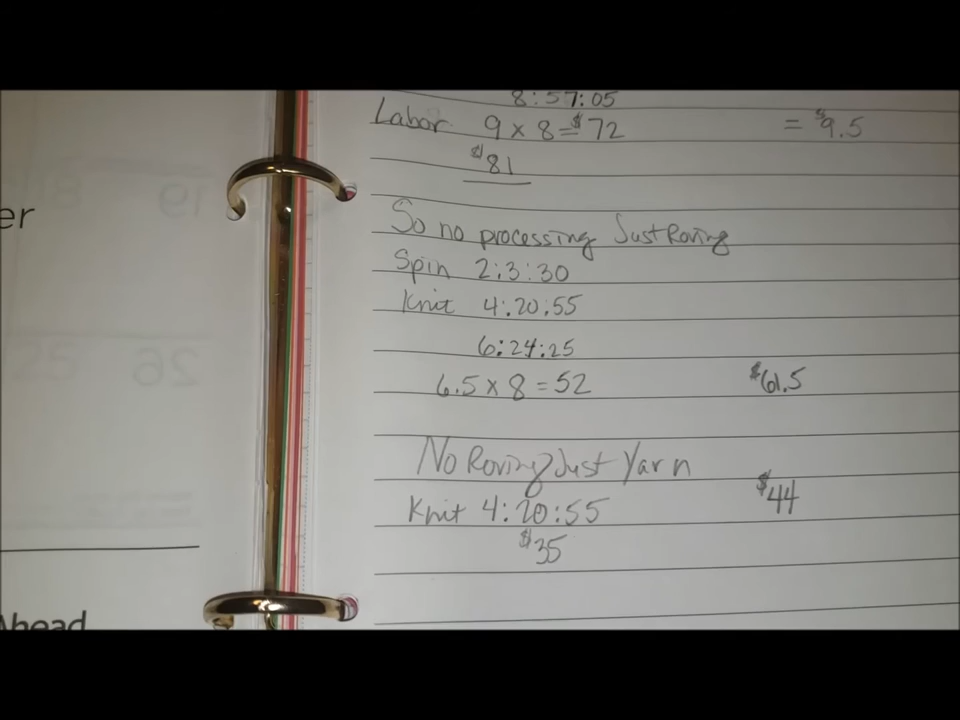 8:57:05
Labor 9 x 8 = $72 = $9.5
$81
er
So no processing Just Roving
Spin 2:3:30
Knit 4:20:55
6:24:25
6.5 x 8 = 52 $61.5
No Roving Just Yarn
Knit 4:20:55 $44
$35
Ahead